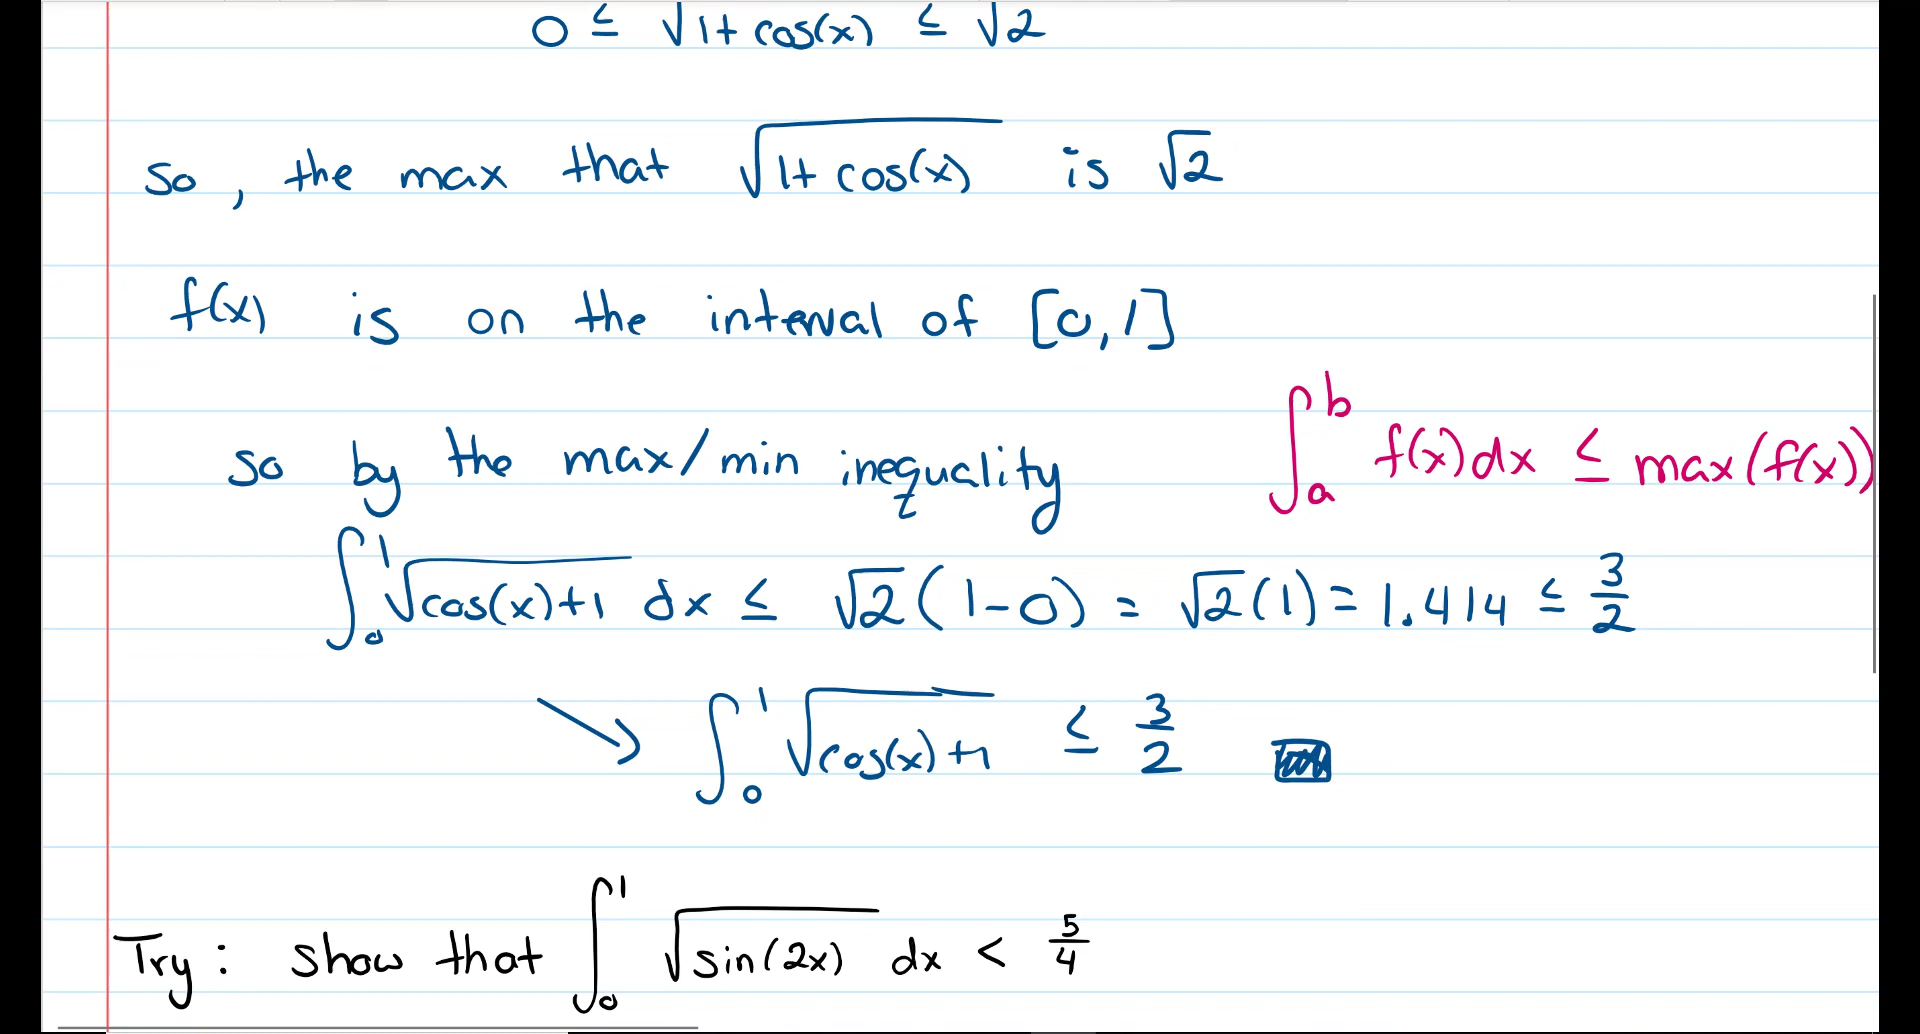 0 ≤ √1+ cos(x) ≤ √2
so, the max that √1+ cos(x) is √2
f(x) is on the interval of [0,1]
so by the max/min inequality
∫_a^b f(x)dx ≤ max(f(x))
∫_0^1 √cos(x)+1 dx ≤ √2(1-0) = √2(1) = 1.414 ≤ 3/2
↘ ∫_0^1 √cos(x)+1 ≤ 3/2
Try: show that ∫_0^1 √sin(2x) dx < 5/4